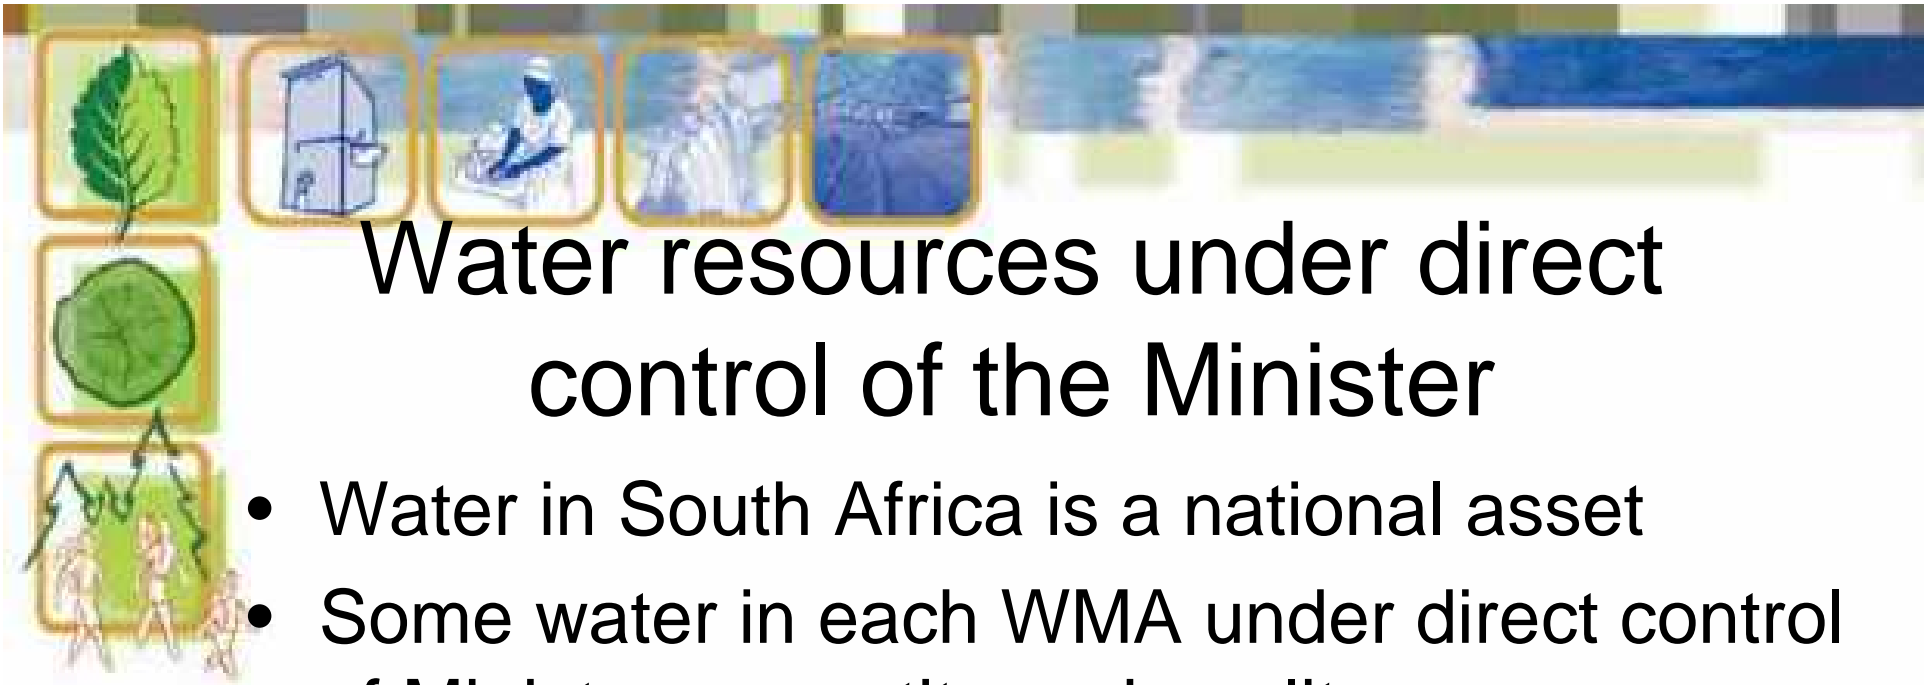 Water resources under direct
control of the Minister
• Water in South Africa is a national asset
• Some water in each WMA under direct control